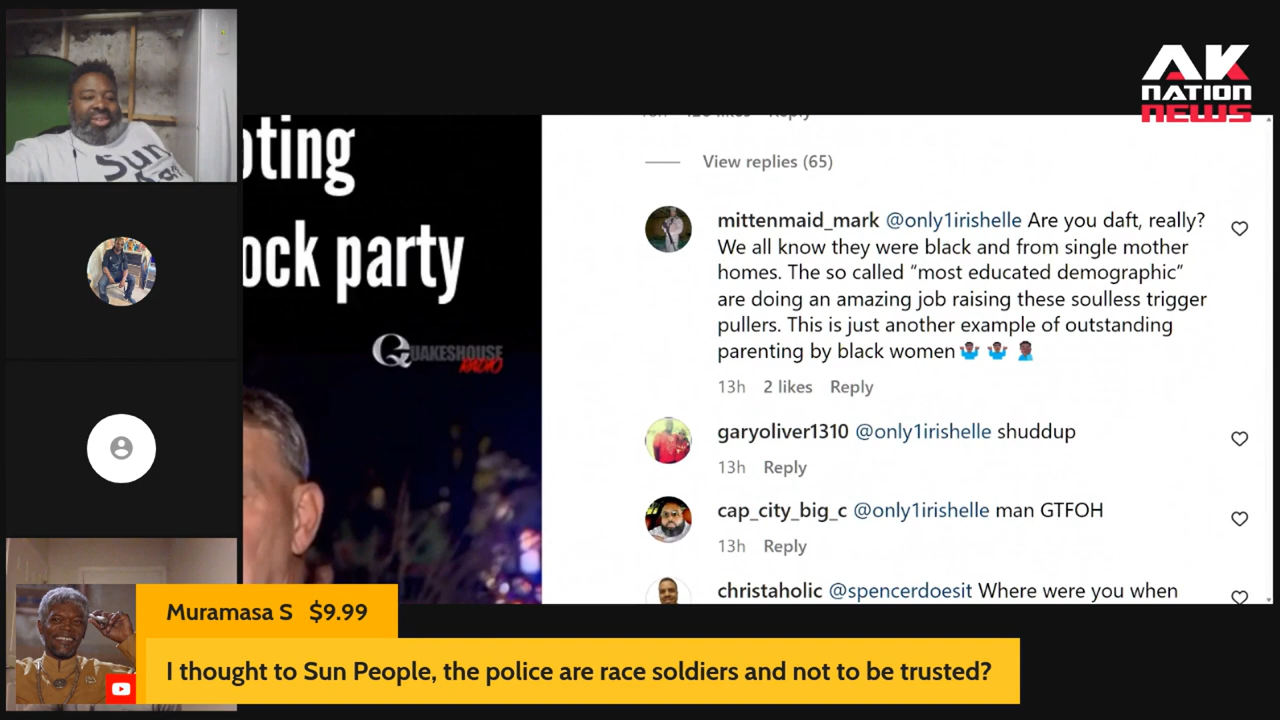 AK
NATION
NEWS
oting
ock party
QUAKESHOUSE
RADIO
Sun
View replies (65)
mittenmaid_mark @only1irishelle Are you daft, really?
We all know they were black and from single mother
homes. The so called “most educated demographic”
are doing an amazing job raising these soulless trigger
pullers. This is just another example of outstanding
parenting by black women 🤷🏿‍♂️ 🤷🏿‍♂️ 🤦🏿‍♂️
13h 2 likes Reply
garyoliver1310 @only1irishelle shuddup
13h Reply
cap_city_big_c @only1irishelle man GTFOH
13h Reply
christaholic @spencerdoesit Where were you when
Muramasa S $9.99
I thought to Sun People, the police are race soldiers and not to be trusted?